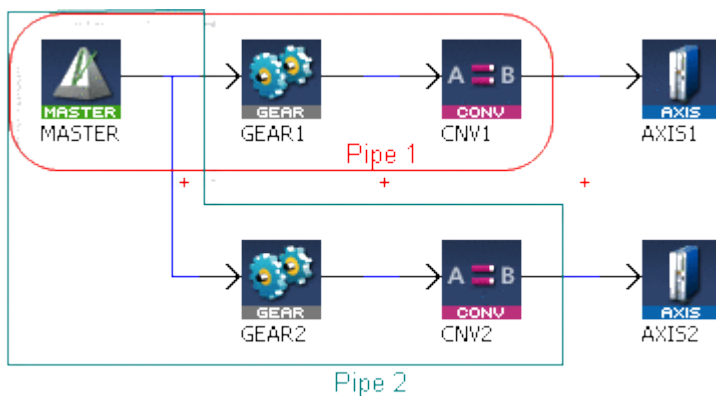 MASTER
MASTER
GEAR
GEAR1
A B
CONV
CNV1
AXIS
AXIS1
Pipe 1
GEAR
GEAR2
A B
CONV
CNV2
AXIS
AXIS2
Pipe 2